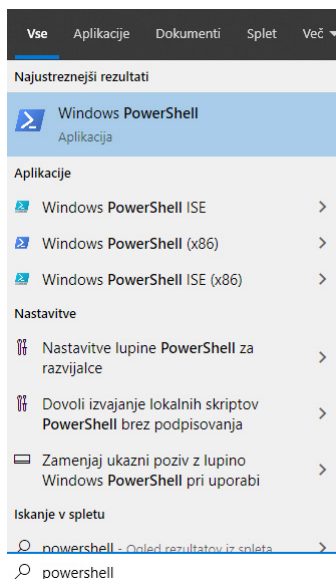 Vse Aplikacije Dokumenti Splet Več
Najustreznejši rezultati
Windows PowerShell
Aplikacija
Aplikacije
Windows PowerShell ISE
Windows PowerShell (x86)
Windows PowerShell ISE (x86)
Nastavitve
Nastavitve lupine PowerShell za
razvijalce
Dovoli izvajanje lokalnih skriptov
PowerShell brez podpisovanja
Zamenjaj ukazni poziv z lupino
Windows PowerShell pri uporabi
Iskanje v spletu
powershell - Ogled rezultatov iz spleta
powershell